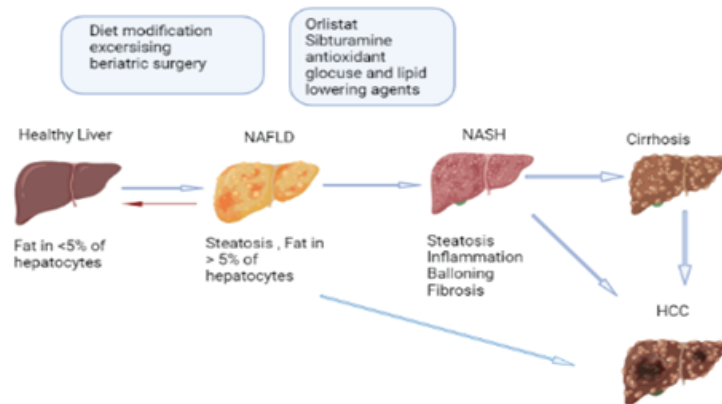 Diet modification
excersising
beriatric surgery
Orlistat
Sibturamine
antioxidant
glocuse and lipid
lowering agents
Healthy Liver
NAFLD
NASH
Cirrhosis
Fat in <5% of
hepatocytes
Steatosis , Fat in
> 5% of
hepatocytes
Steatosis
Inflammation
Balloning
Fibrosis
HCC